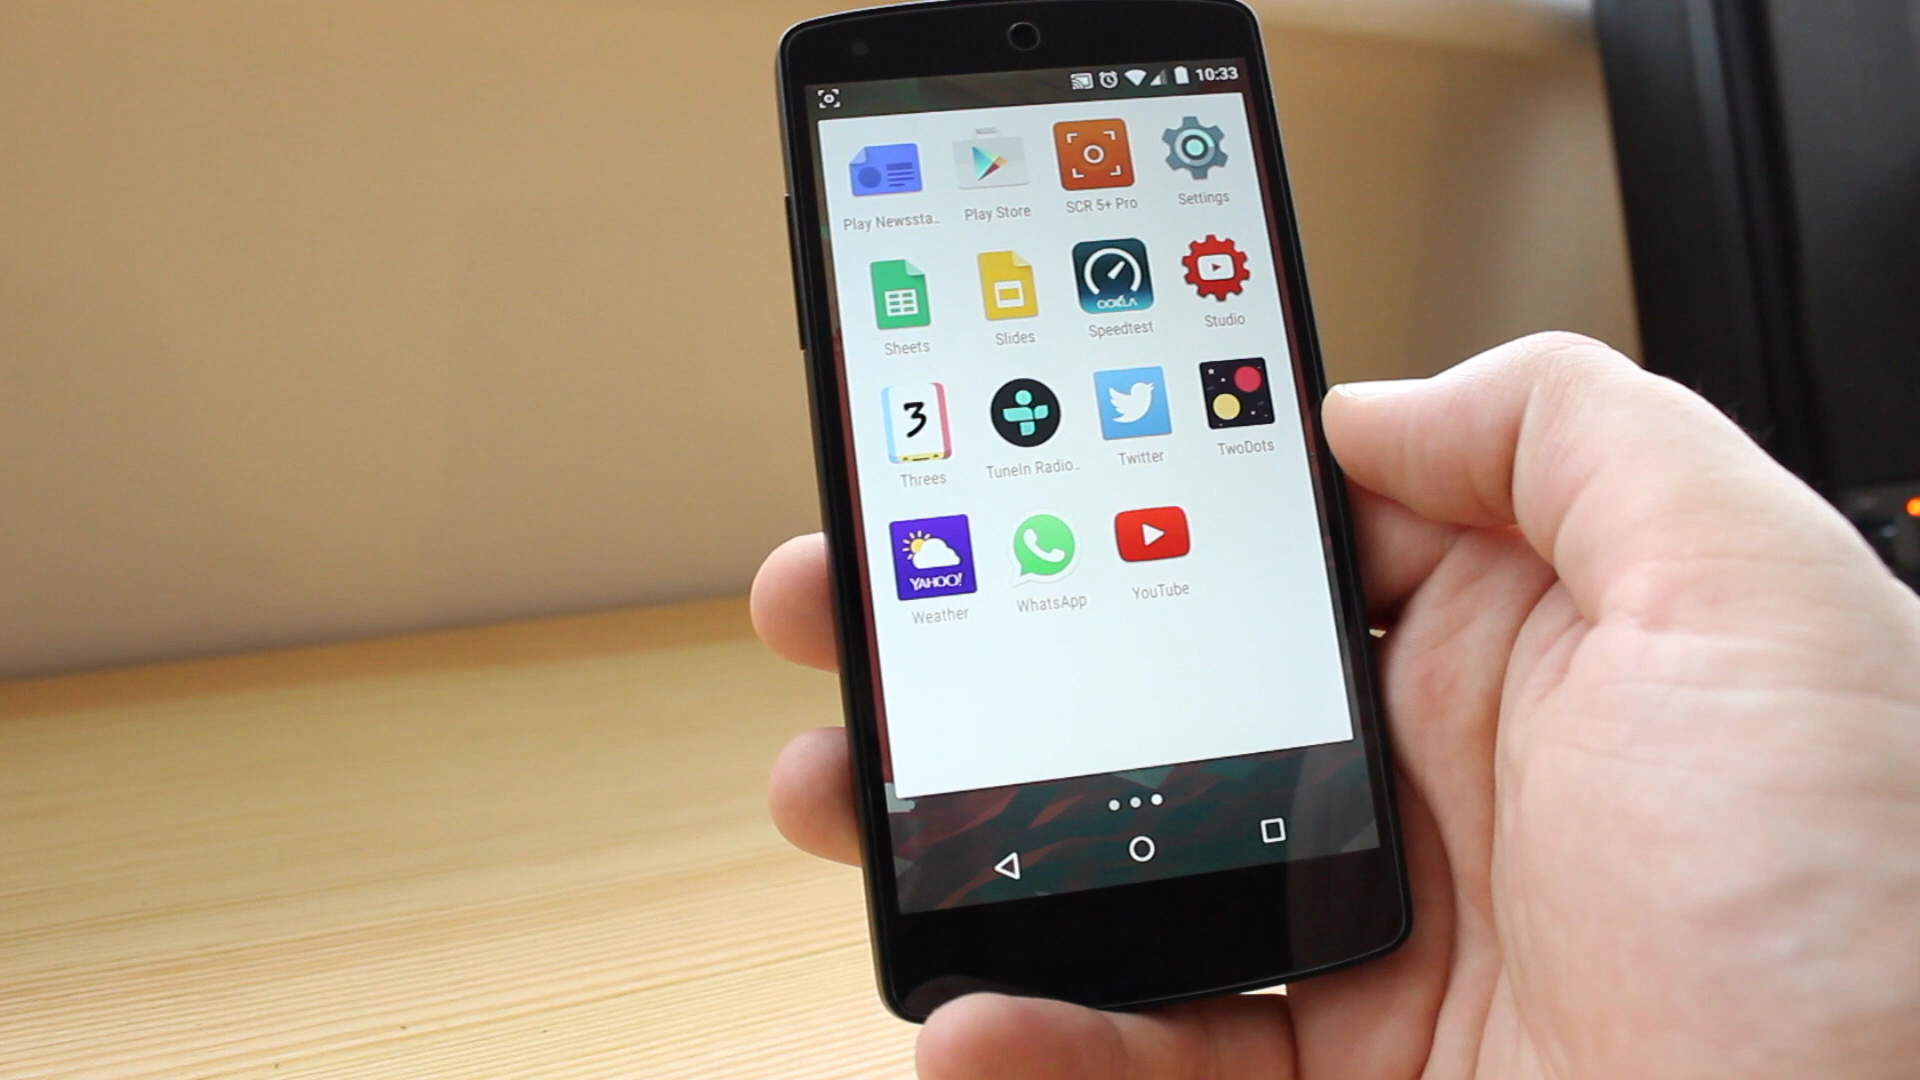 10:33
Play Newssta…
Play Store
SCR 5+ Pro
Settings
OOKLA
Sheets
Slides
Speedtest
Studio
3
Threes
TuneIn Radio…
Twitter
TwoDots
YAHOO!
Weather
WhatsApp
YouTube